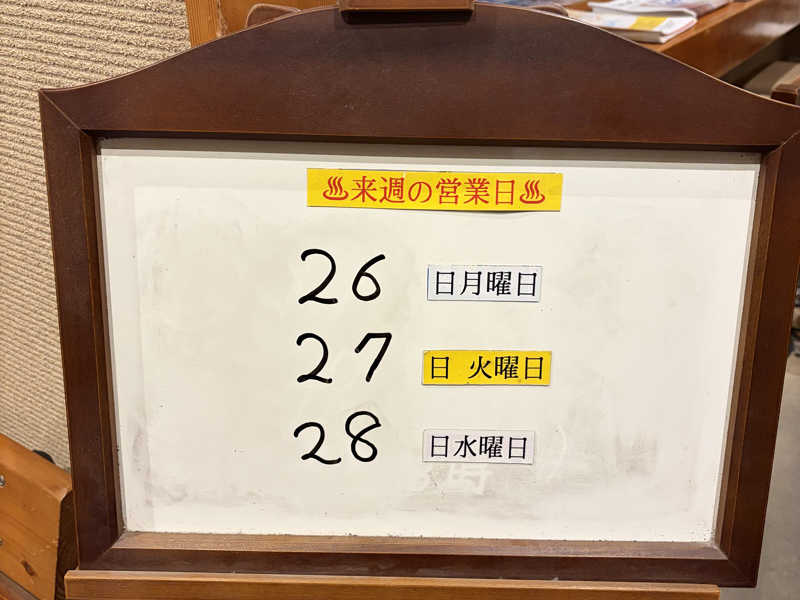 ♨来週の営業日♨
26 日月曜日
27 日 火曜日
28 日水曜日